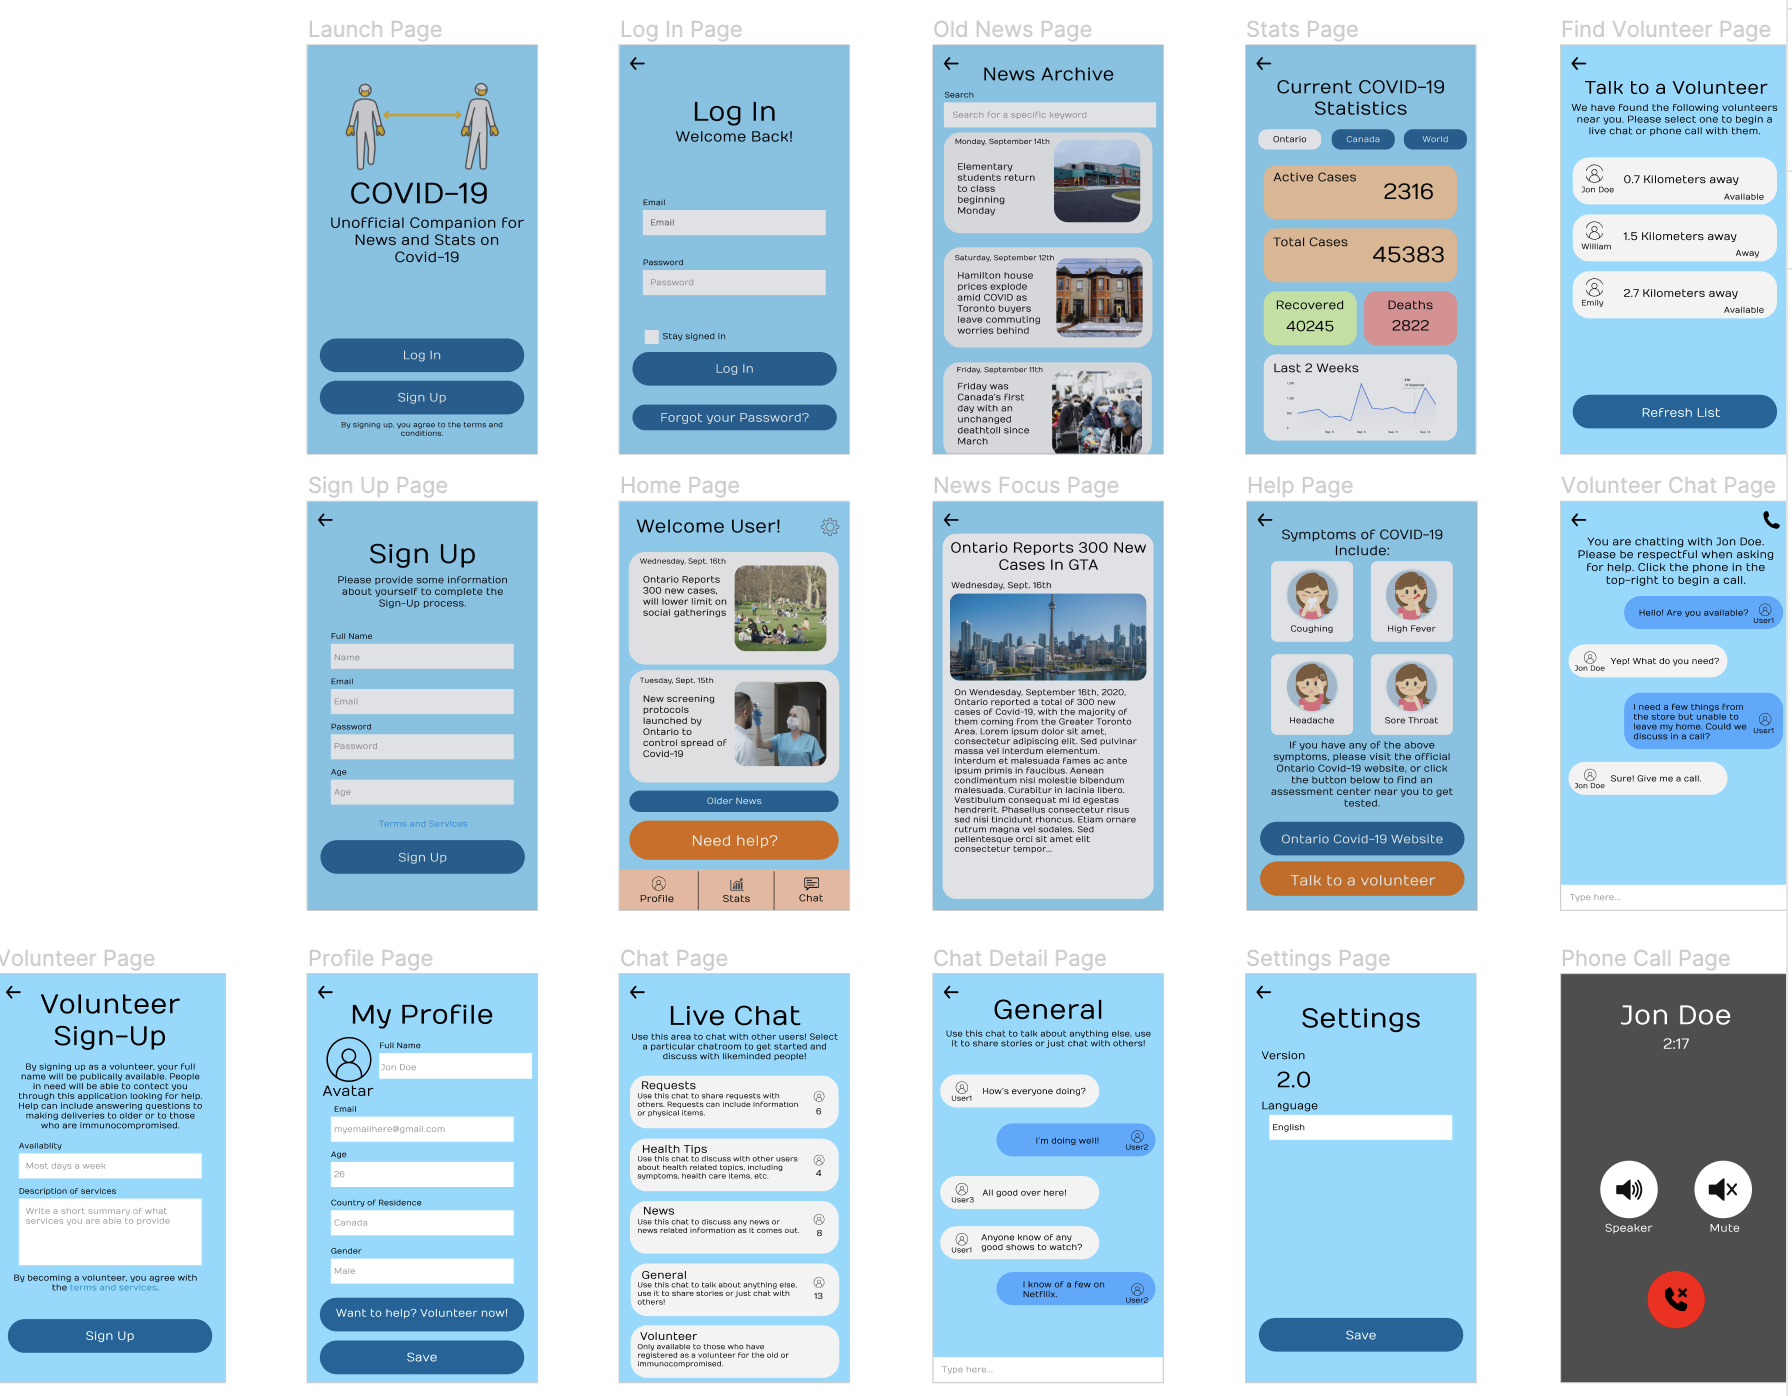 Launch Page
COVID-19
Unofficial Companion for
News and Stats on
Covid-19
Log In
Sign Up
By signing up, you agree to the terms and
conditions.
Log In Page
Log In
Welcome Back!
Email
Email
Password
Password
Stay signed in
Log In
Forgot your Password?
Old News Page
News Archive
Search
Search for a specific keyword
Monday, September 14th
Elementary
students return
to class
beginning
Monday
Saturday, September 12th
Hamilton house
prices explode
amid COVID as
Toronto buyers
leave commuting
worries behind
Friday, September 11th
Friday was
Canada's first
day with an
unchanged
deathtoll since
March
Stats Page
Current COVID-19
Statistics
Ontario
Canada
World
Active Cases
2316
Total Cases
45383
Recovered
40245
Deaths
2822
Last 2 Weeks
Find Volunteer Page
Talk to a Volunteer
We have found the following volunteers
near you. Please select one to begin a
live chat or phone call with them.
Jon Doe
0.7 Kilometers away
Available
William
1.5 Kilometers away
Away
Emily
2.7 Kilometers away
Available
Refresh List
Sign Up Page
Sign Up
Please provide some information
about yourself to complete the
Sign-Up process.
Full Name
Name
Email
Email
Password
Password
Age
Age
Terms and Services
Sign Up
Home Page
Welcome User!
Wednesday, Sept. 16th
Ontario Reports
300 new cases,
will lower limit on
social gatherings
Tuesday, Sept. 15th
New screening
protocols
launched by
Ontario to
control spread of
Covid-19
Older News
Need help?
Profile
Stats
Chat
News Focus Page
Ontario Reports 300 New
Cases In GTA
Wednesday, Sept. 16th
On Wendesday, September 16th, 2020,
Ontario reported a total of 300 new
cases of Covid-19, with the majority of
them coming from the Greater Toronto
Area. Lorem ipsum dolor sit amet,
consectetur adipiscing elit. Sed pulvinar
massa vel interdum elementum.
Interdum et malesuada fames ac ante
ipsum primis in faucibus. Aenean
condimentum nisi molestie bibendum
malesuada. Curabitur in lacinia libero.
Vestibulum consequat mi id egestas
hendrerit. Phasellus consectetur risus
sed nisi tincidunt rhoncus. Etiam ornare
rutrum magna vel sodales. Sed
pellentesque orci sit amet elit
consectetur tempor...
Help Page
Symptoms of COVID-19
Include:
Coughing
High Fever
Headache
Sore Throat
If you have any of the above
symptoms, please visit the official
Ontario Covid-19 website, or click
the button below to find an
assessment center near you to get
tested.
Ontario Covid-19 Website
Talk to a volunteer
Volunteer Chat Page
You are chatting with Jon Doe.
Please be respectful when asking
for help. Click the phone in the
top-right to begin a call.
Hello! Are you available?
User1
Jon Doe
Yep! What do you need?
I need a few things from
the store but unable to
leave my home. Could we
discuss in a call?
User1
Jon Doe
Sure! Give me a call.
Type here...
Volunteer Page
Volunteer
Sign-Up
By signing up as a volunteer, your full
name will be publically available. People
in need will be able to contect you
through this application looking for help.
Help can include answering questions to
making deliveries to older or to those
who are immunocompromised.
Availablity
Most days a week
Description of services
Write a short summary of what
services you are able to provide
By becoming a volunteer, you agree with
the terms and services.
Sign Up
Profile Page
My Profile
Avatar
Full Name
Jon Doe
Email
myemailhere@gmail.com
Age
26
Country of Residence
Canada
Gender
Male
Want to help? Volunteer now!
Save
Chat Page
Live Chat
Use this area to chat with other users! Select
a particular chatroom to get started and
discuss with likeminded people!
Requests
Use this chat to share requests with
others. Requests can include information
or physical items.
6
Health Tips
Use this chat to discuss with other users
about health related topics, including
symptoms, health care items, etc.
4
News
Use this chat to discuss any news or
news related information as it comes out.
8
General
Use this chat to talk about anything else,
use it to share stories or just chat with
others!
13
Volunteer
Only available to those who have
registered as a volunteer for the old or
immunocompromised.
Chat Detail Page
General
Use this chat to talk about anything else, use
it to share stories or just chat with others!
User1
How's everyone doing?
I'm doing well!
User2
User3
All good over here!
User1
Anyone know of any
good shows to watch?
I know of a few on
Netflix.
User2
Type here...
Settings Page
Settings
Version
2.0
Language
English
Save
Phone Call Page
Jon Doe
2:17
Speaker
Mute